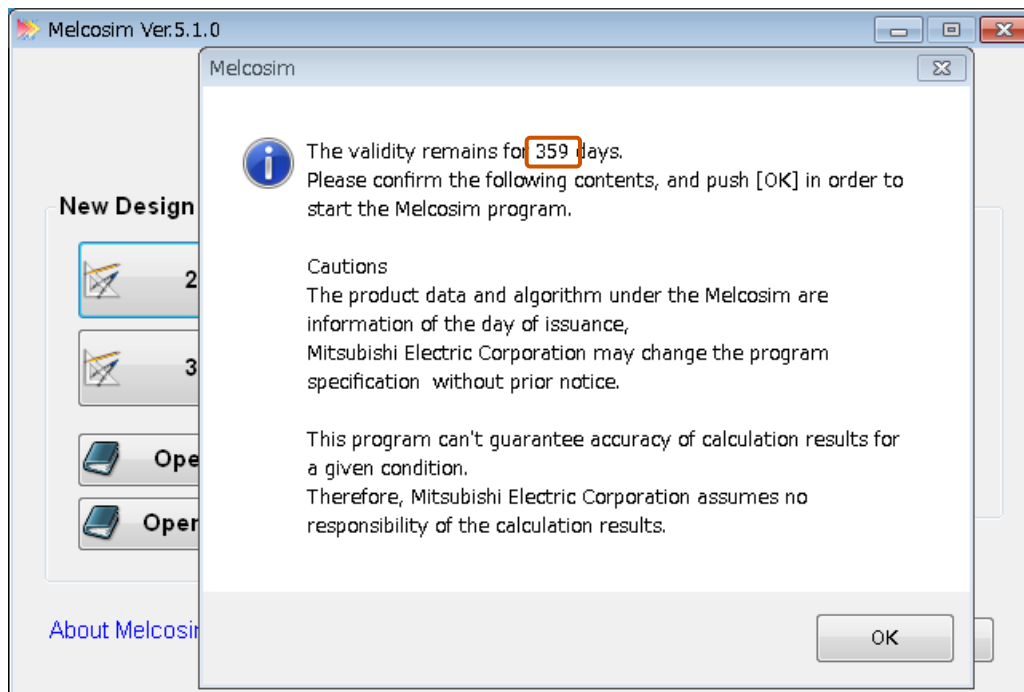 Melcosim Ver.5.1.0
Melcosim
The validity remains for 359 days.
Please confirm the following contents, and push [OK] in order to
start the Melcosim program.
Cautions
The product data and algorithm under the Melcosim are
information of the day of issuance,
Mitsubishi Electric Corporation may change the program
specification  without prior notice.
This program can't guarantee accuracy of calculation results for
a given condition.
Therefore, Mitsubishi Electric Corporation assumes no
responsibility of the calculation results.
OK
New Design
2
3
Ope
Open
About Melcosim